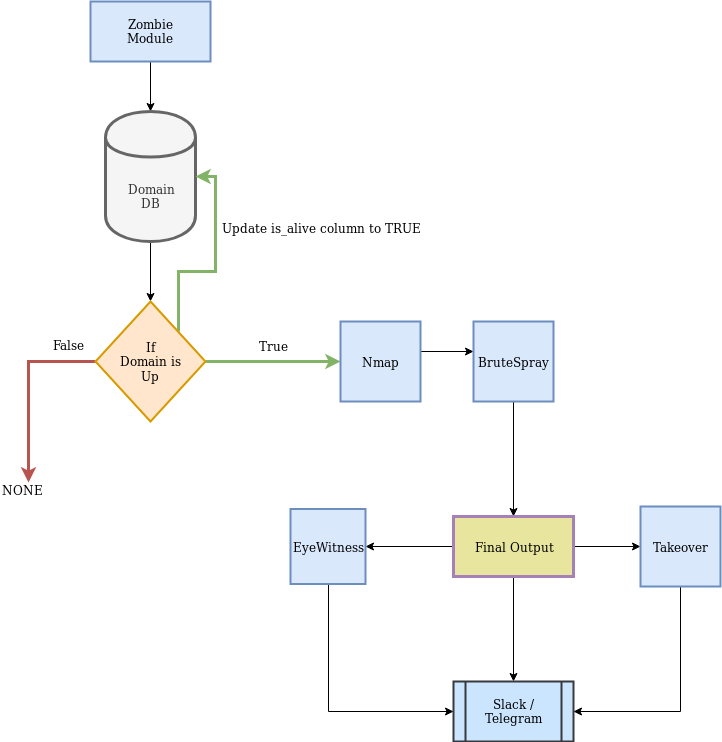 Zombie
Module
Domain
DB
Update is_alive column to TRUE
False
If
Domain is
Up
True
Nmap
BruteSpray
NONE
EyeWitness
Final Output
Takeover
Slack /
Telegram